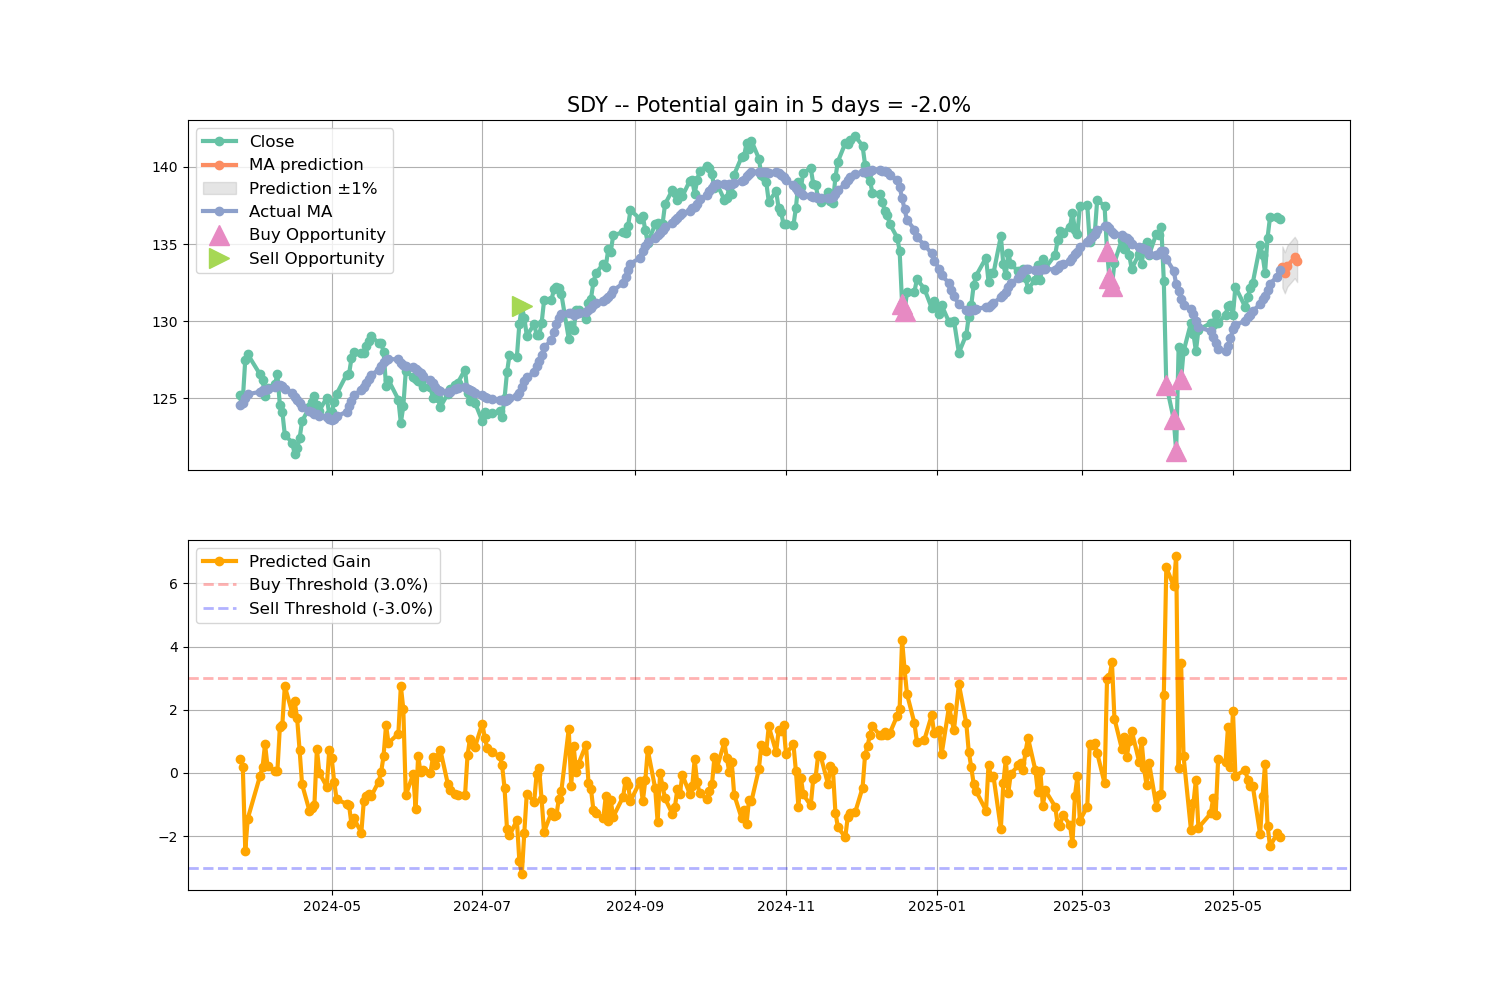 SDY -- Potential gain in 5 days = -2.0%
Close
MA prediction
Prediction ±1%
Actual MA
Buy Opportunity
Sell Opportunity
140
135
130
125
Predicted Gain
Buy Threshold (3.0%)
Sell Threshold (-3.0%)
6
4
2
0
−2
2024-05 2024-07 2024-09 2024-11 2025-01 2025-03 2025-05